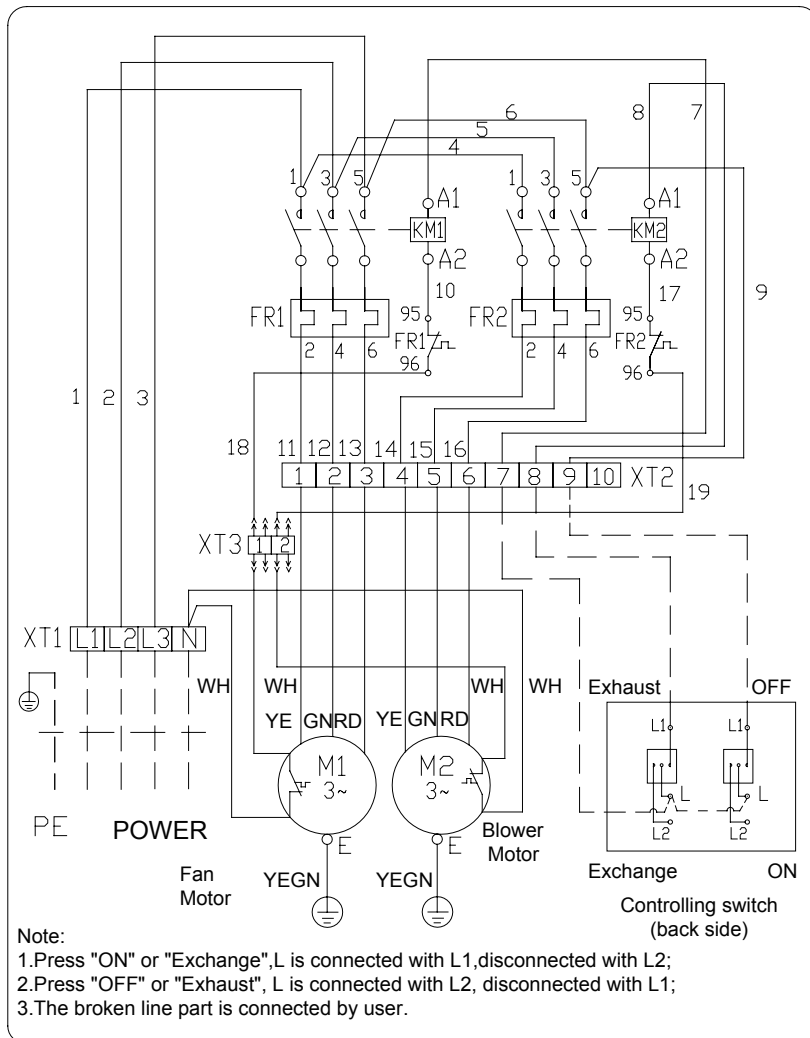 6
8 7
5
4
1 3 5 1 3 5
A1 A1
KM1 KM2
A2 A2
10 17 9
FR1 95 FR2 95
FR1 FR2
2 4 6 96 2 4 6 96
1 2 3
18 11 12 13 14 15 16
1 2 3 4 5 6 7 8 9 10 XT2
19
XT3 1 2
XT1 L1 L2 L3 N
WH WH WH WH Exhaust OFF
YE GN RD YE GN RD
L1 L1
M1 M2
3~ 3~
L
L2 L2
PE POWER
E E Blower
Motor
Fan
Motor
YEGN YEGN
Exchange ON
Controlling switch
(back side)
Note:
1.Press "ON" or "Exchange",L is connected with L1,disconnected with L2;
2.Press "OFF" or "Exhaust", L is connected with L2, disconnected with L1;
3.The broken line part is connected by user.